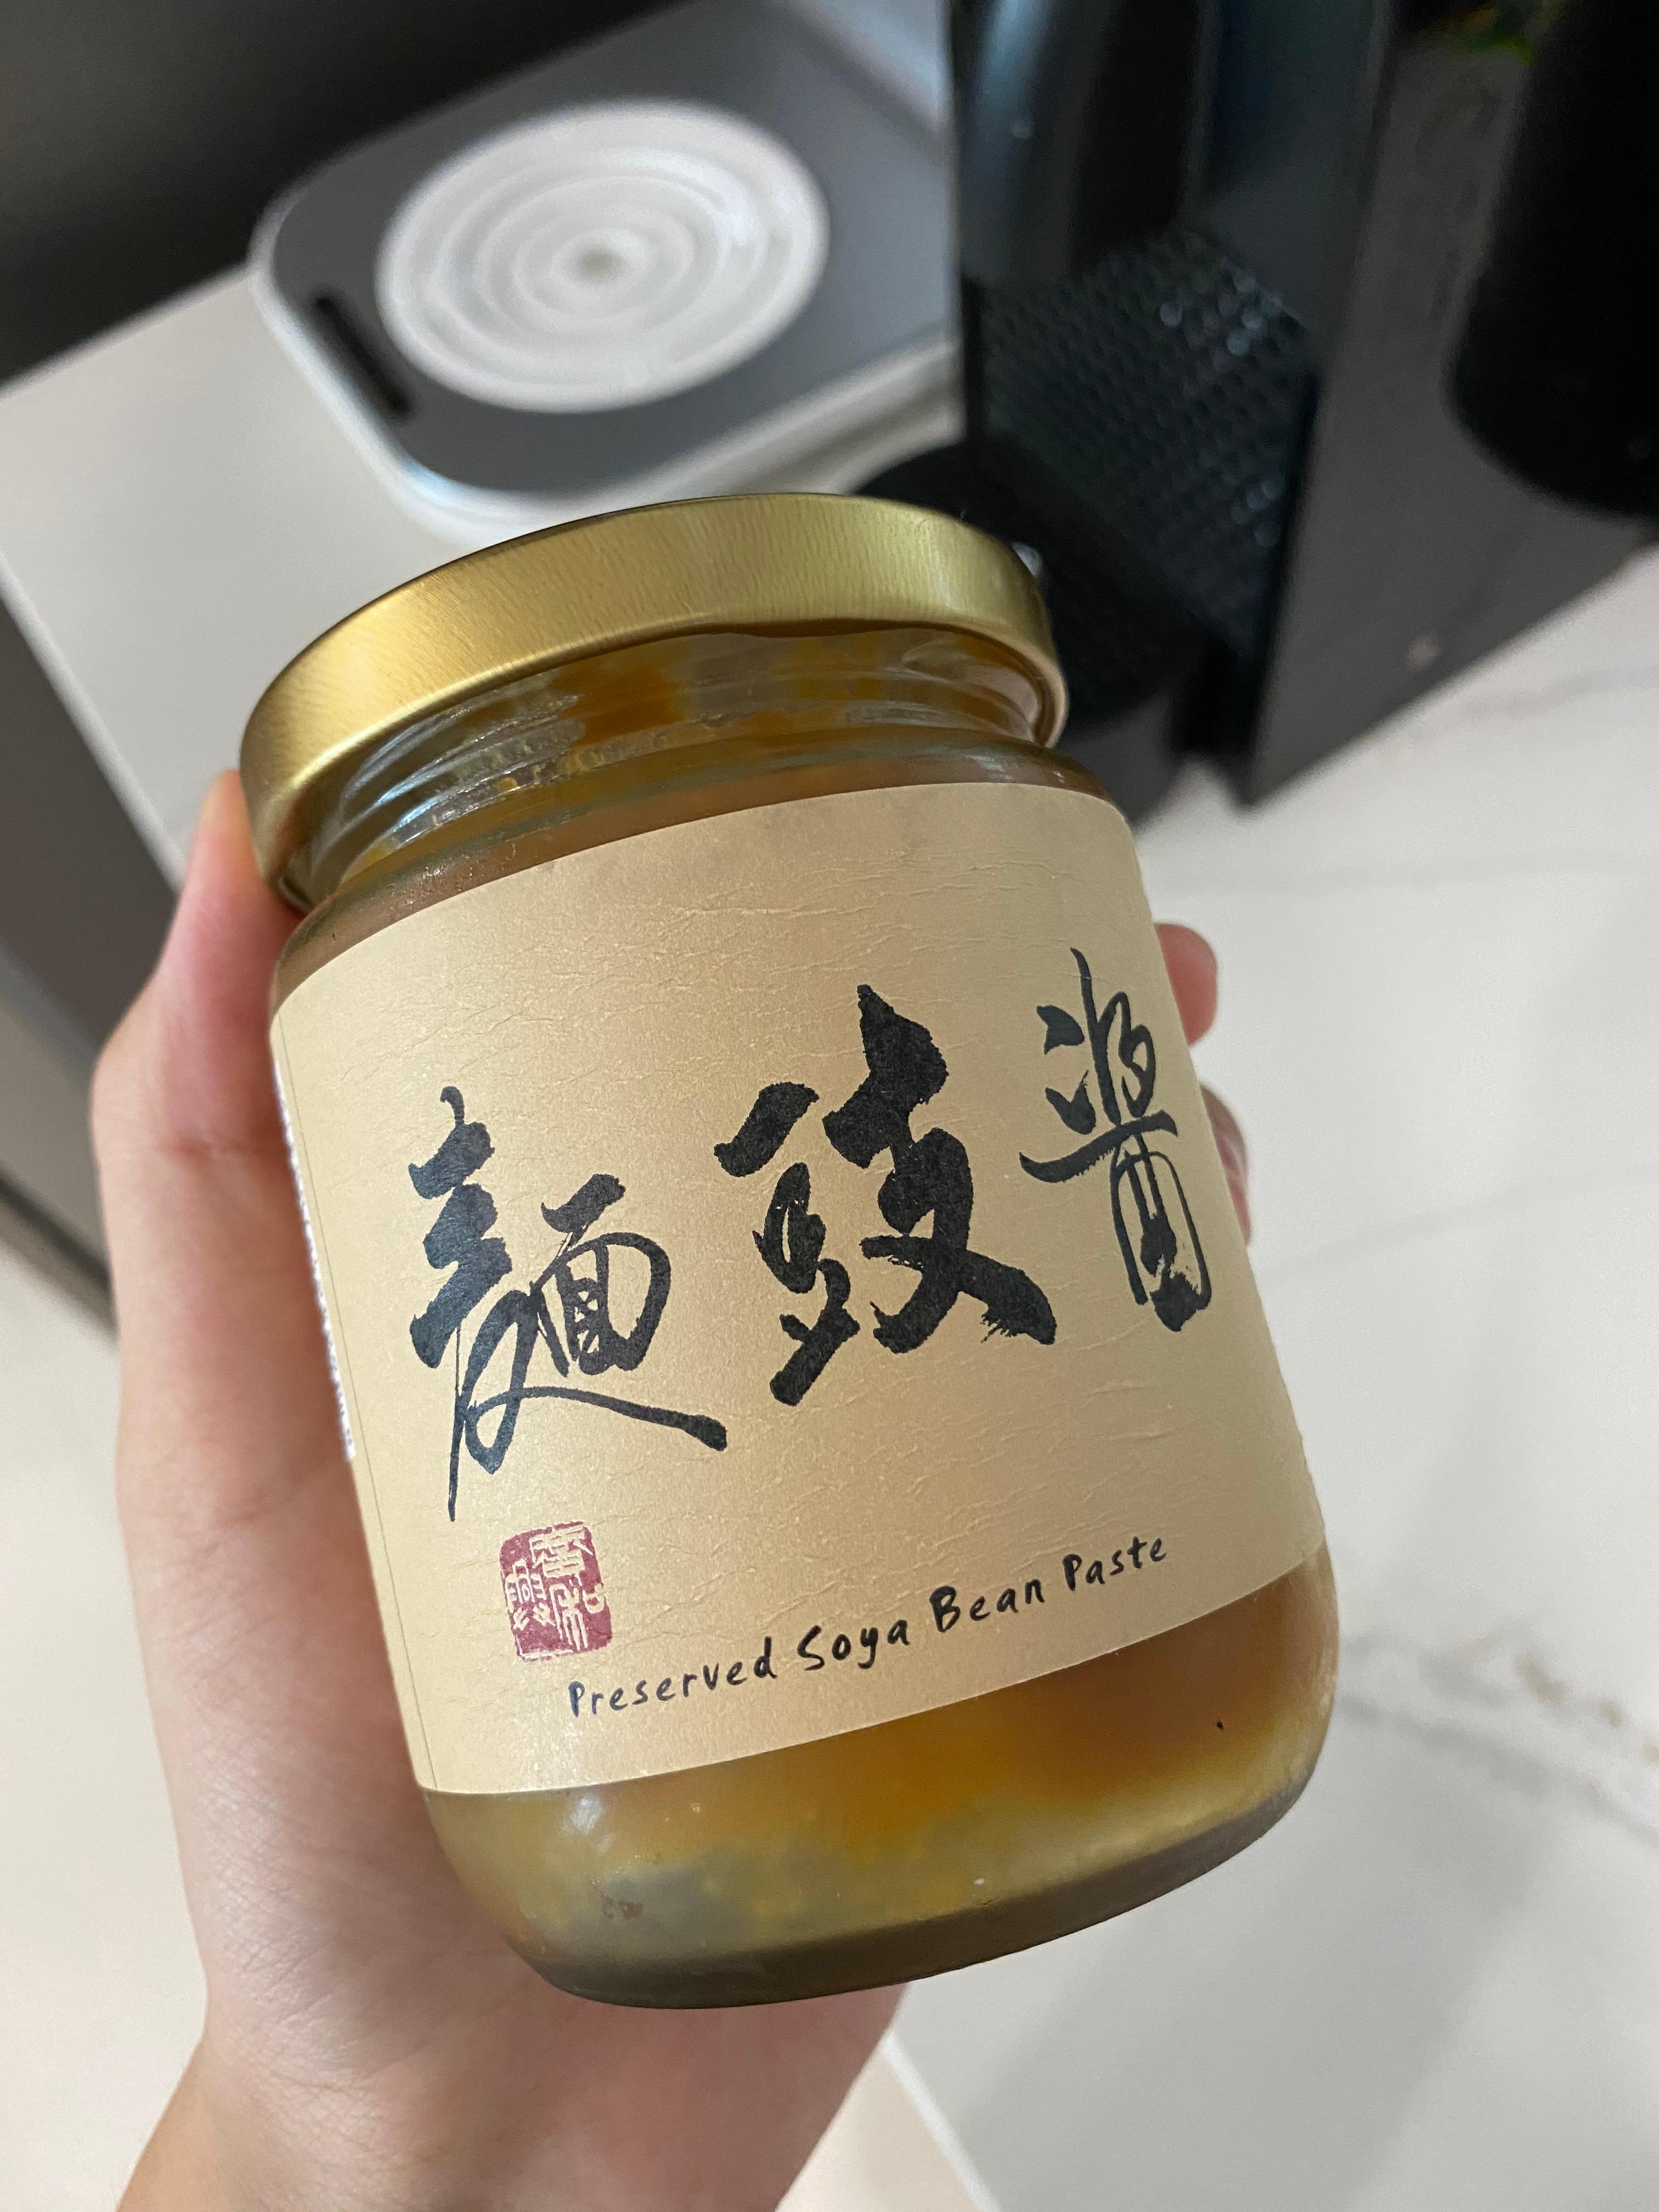 麵豉醬
Preserved Soya Bean Paste